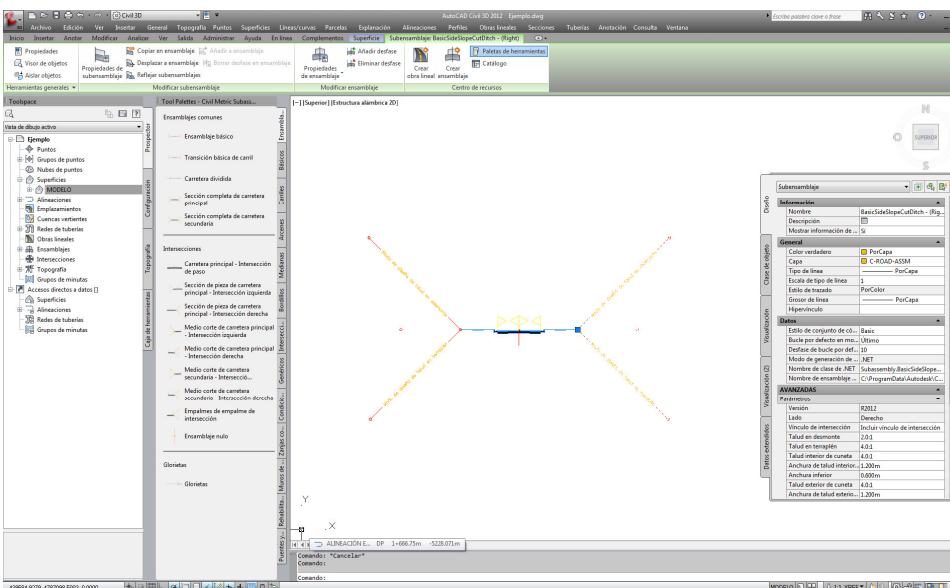 Civil 3D
AutoCAD Civil 3D 2012   Ejemplo.dwg
Escriba palabra clave o frase
Archivo Edición Ver Insertar General Topografía Puntos Superficies Líneas/curvas Parcelas Explanación Alineaciones Perfiles Obras lineales Secciones Tuberías Anotación Consulta Ventana
Inicio Insertar Anotar Modificar Analizar Ver Salida Administrar Ayuda En línea Complementos Superficie Subensamblaje: BasicSideSlopeCutDitch - (Right)
Propiedades
Visor de objetos
Aislar objetos
Herramientas generales
Propiedades de subensamblaje
Copiar en ensamblaje
Añadir a ensamblaje
Desplazar a ensamblaje
Borrar desfase en ensamblaje
Reflejar subensamblajes
Modificar subensamblaje
Propiedades de ensamblaje
Añadir desfase
Eliminar desfase
Modificar ensamblaje
Crear obra lineal
Crear ensamblaje
Paletas de herramientas
Catálogo
Centro de recursos
Toolspace
Vista de dibujo activo
Ejemplo
Puntos
Grupos de puntos
Nubes de puntos
Superficies
MODELO
Alineaciones
Emplazamientos
Cuencas vertientes
Redes de tuberías
Obras lineales
Ensamblajes
Intersecciones
Topografía
Grupos de minutas
Accesos directos a datos []
Superficies
Alineaciones
Redes de tuberías
Grupos de minutas
Prospector
Configuración
Topografía
Caja de herramientas
Tool Palettes - Civil Metric Subass...
Ensamblajes comunes
Ensamblaje básico
Transición básica de carril
Carretera dividida
Sección completa de carretera
principal
Sección completa de carretera
secundaria
Intersecciones
Carretera principal - Intersección
de paso
Sección de pieza de carretera
principal - Intersección izquierda
Sección de pieza de carretera
principal - Intersección derecha
Medio corte de carretera principal
- Intersección izquierda
Medio corte de carretera principal
- Intersección derecha
Medio corte de carretera
secundaria - Intersecció...
Medio corte de carretera
secundaria - Intersección derecha
Empalmes de empalme de
intersección
Ensamblaje nulo
Glorietas
Glorietas
Ensambla...
Básicos
Carriles
Arcenes
Medianas
Bordillos
Intersecci...
Genéricos
Condicio...
Zanjas co...
Muros de ...
Rehabilita...
Puentes y...
[−] [Superior] [Estructura alámbrica 2D]
N
SUPERIOR
S
Y
X
ALINEACIÓN E... DP 1+666.75m -5228.071m
Comando: *Cancelar*
Comando:
Comando:
Subensamblaje
Información
Nombre BasicSideSlopeCutDitch - (Rig...
Descripción
Mostrar información de ... Sí
General
Color verdadero PorCapa
Capa C-ROAD-ASSM
Tipo de línea PorCapa
Escala de tipo de línea 1
Estilo de trazado PorColor
Grosor de línea PorCapa
Hipervínculo
Datos
Estilo de conjunto de có... Basic
Bucle por defecto en mo... Último
Desfase de bucle por def... 10
Modo de generación de ... .NET
Nombre de clase de .NET Subassembly.BasicSideSlope...
Nombre de ensamblaje ... C:\ProgramData\Autodesk\C...
AVANZADAS
Parámetros
Versión R2012
Lado Derecho
Vínculo de intersección Incluir vínculo de intersección
Talud en desmonte 2.0:1
Talud en terraplén 4.0:1
Talud interior de cuneta 4.0:1
Anchura de talud interior... 1.200m
Anchura inferior 0.600m
Talud exterior de cuneta 4.0:1
Anchura de talud exterio... 1.200m
Diseño
Clase de objeto
Visualización
Visualización (2)
Datos extendidos
MODELO